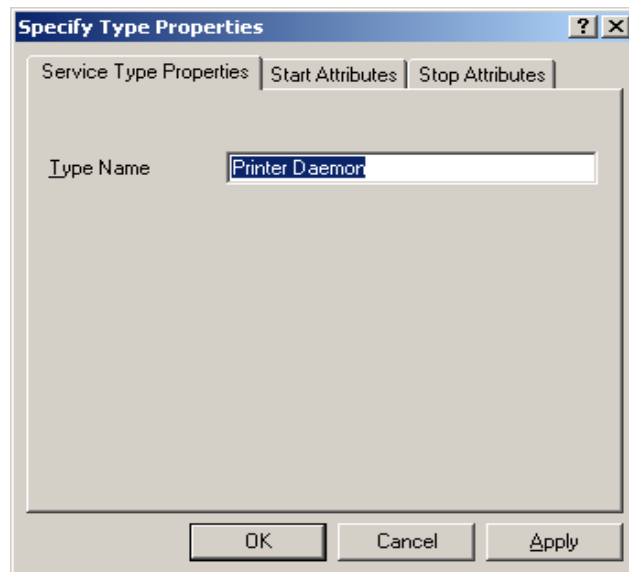 Specify Type Properties
Service Type Properties Start Attributes Stop Attributes
Type Name Printer Daemon
OK Cancel Apply